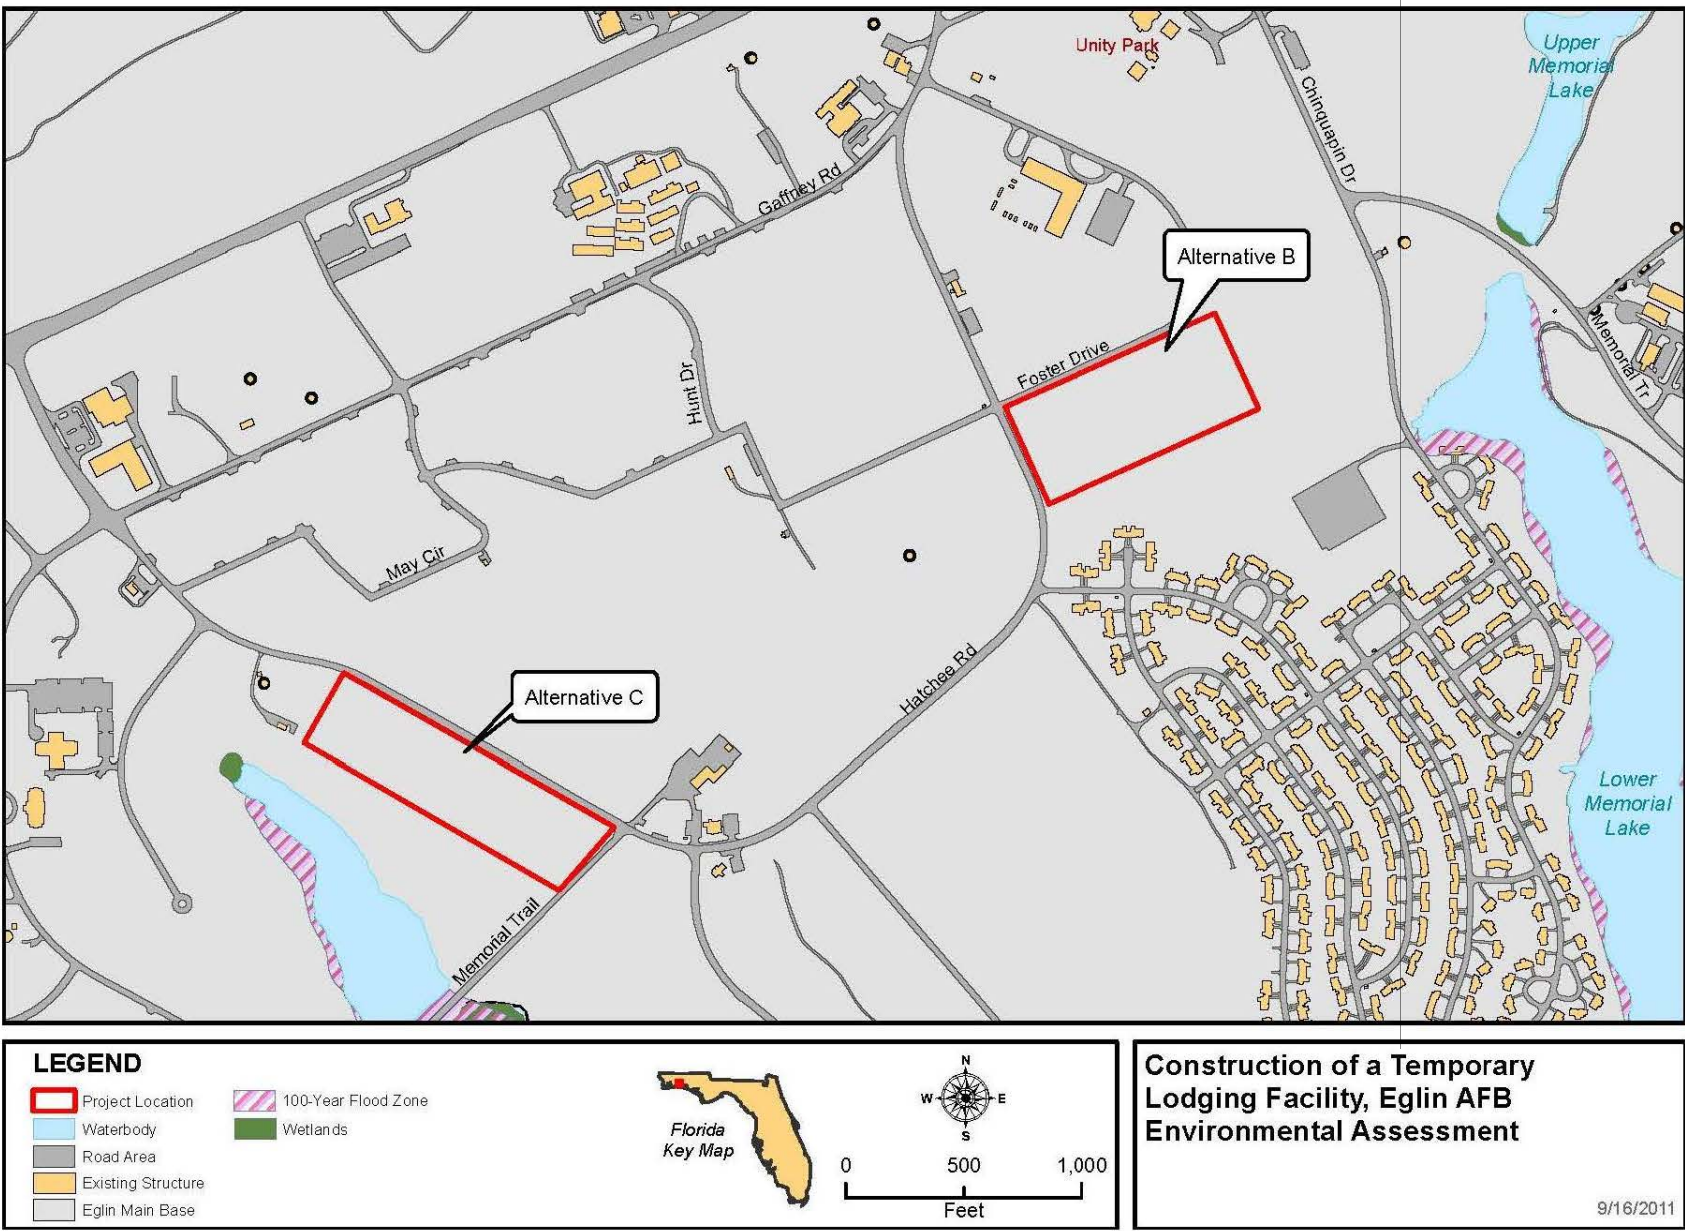 Unity Park
Upper
Memorial
Lake
Chinquapin Dr
Gaffney Rd
Alternative B
Memorial Tr
Foster Drive
Hunt Dr
May Cir
Hatchee Rd
Alternative C
Lower
Memorial
Lake
Memorial Trail
LEGEND
Project Location
Waterbody
Road Area
Existing Structure
Eglin Main Base
100-Year Flood Zone
Wetlands
Florida
Key Map
N
W
E
S
0
500
1,000
Feet
Construction of a Temporary
Lodging Facility, Eglin AFB
Environmental Assessment
9/16/2011